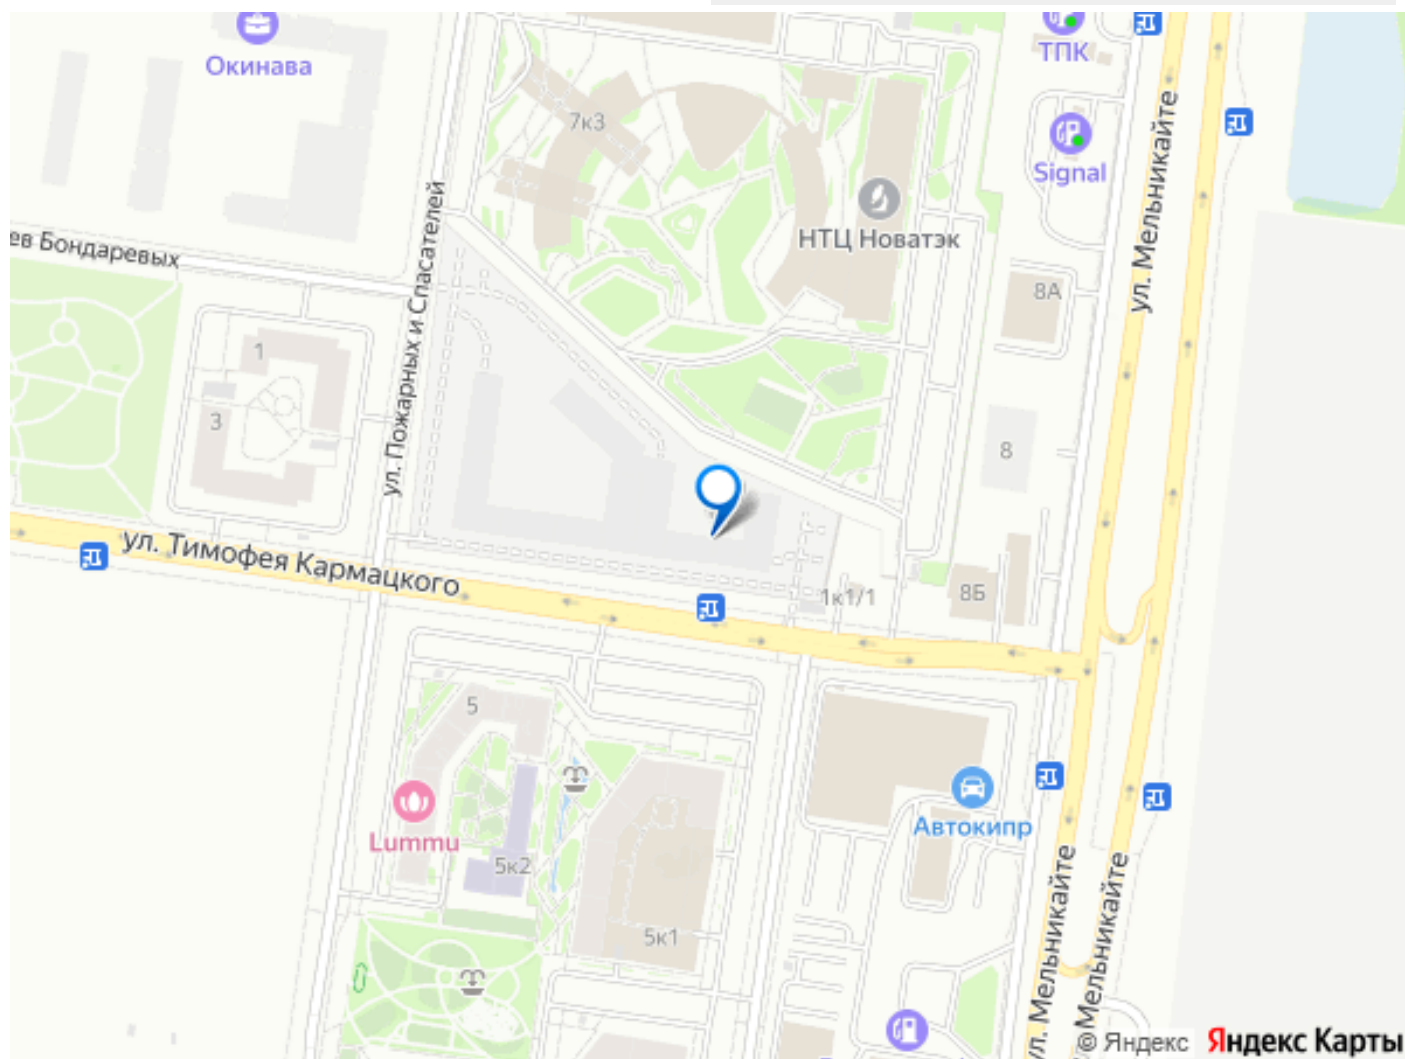 Окинава
ТПК
7к3
Signal
ул. Мельникайте
НТЦ Новатэк
ев Бондаревых
ул. Пожарных и Спасателей
8А
1
3
8
ул. Тимофея Кармацкого
1к1/1
8Б
5
Lummu
5к2
Автокипр
5к1
ул. Мельникайте
Мельникайте
© Яндекс Яндекс Карты